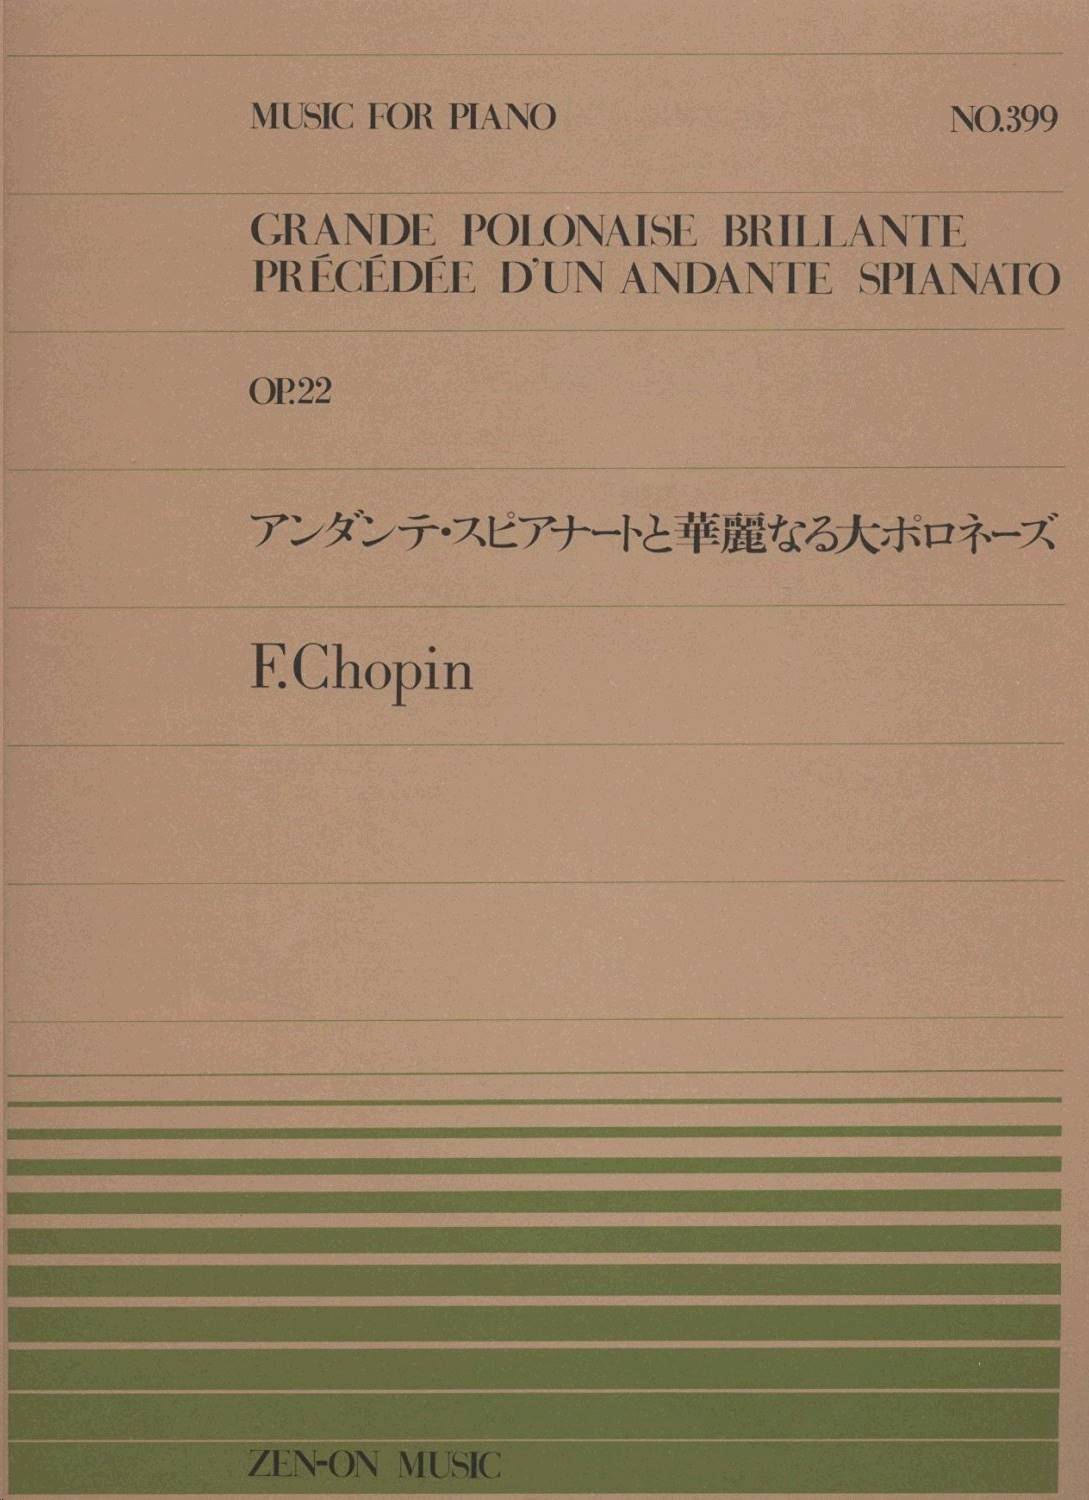 MUSIC FOR PIANO NO.399
GRANDE POLONAISE BRILLANTE
PRÉCÉDÉE D'UN ANDANTE SPIANATO
OP.22
アンダンテ・スピアナートと華麗なる大ポロネーズ
F.Chopin
ZEN-ON MUSIC